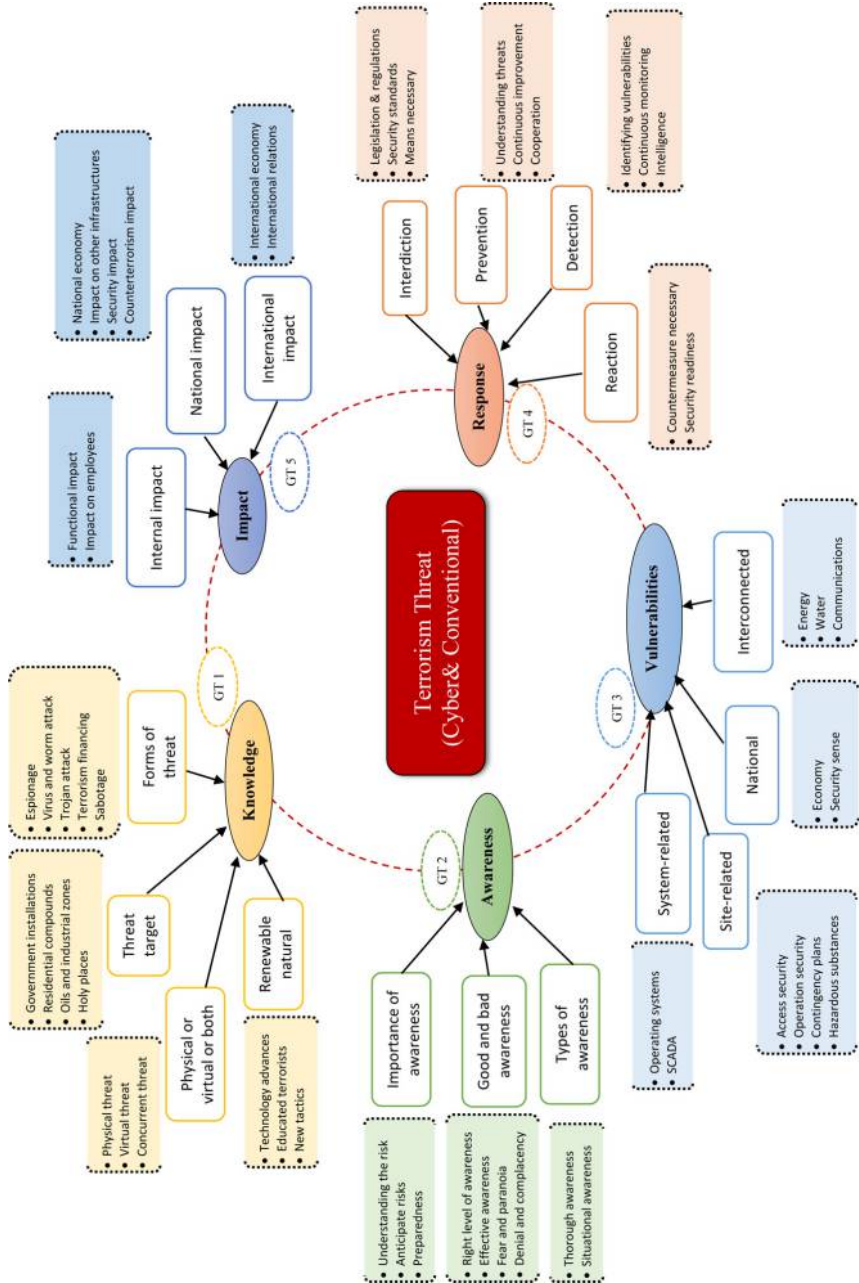 Terrorism Threat
(Cyber& Conventional)
GT 1
Knowledge
Forms of
threat
• Espionage
• Virus and worm attack
• Trojan attack
• Terrorism financing
• Sabotage
Threat
target
• Government installations
• Residential compounds
• Oils and industrial zones
• Holy places
Physical or
virtual or both
• Physical threat
• Virtual threat
• Concurrent threat
Renewable
natural
• Technology advances
• Educated terrorists
• New tactics
GT 2
Awareness
Importance of
awareness
• Understanding the risk
• Anticipate risks
• Preparedness
Good and bad
awareness
• Right level of awareness
• Effective awareness
• Fear and paranoia
• Denial and complacency
Types of
awareness
• Thorough awareness
• Situational awareness
GT 3
Vulnerabilities
System-related
• Operating systems
• SCADA
Site-related
• Access security
• Operation security
• Contingency plans
• Hazardous substances
National
• Economy
• Security sense
Interconnected
• Energy
• Water
• Communications
GT 4
Response
Reaction
• Countermeasure necessary
• Security readiness
Detection
• Identifying vulnerabilities
• Continuous monitoring
• Intelligence
Prevention
• Understanding threats
• Continuous improvement
• Cooperation
Interdiction
• Legislation & regulations
• Security standards
• Means necessary
GT 5
Impact
Internal impact
• Functional impact
• Impact on employees
National impact
• National economy
• Impact on other infrastructures
• Security impact
• Counterterrorism impact
International
impact
• International economy
• International relations